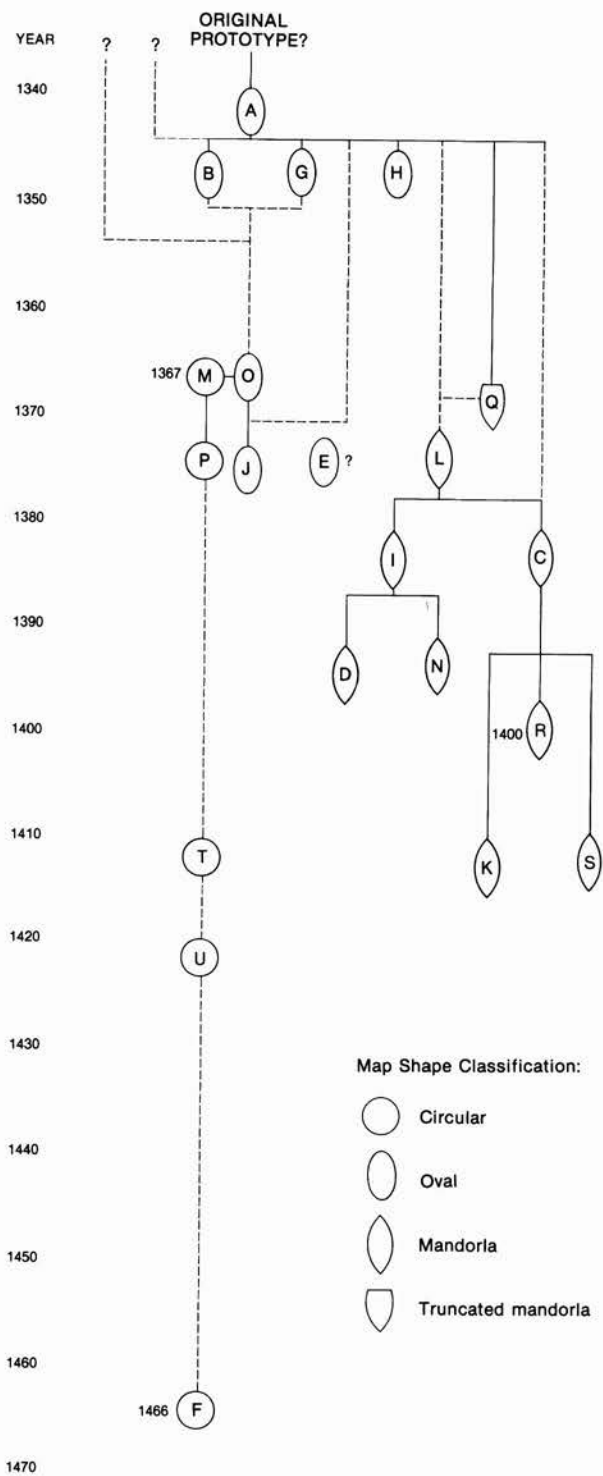 ORIGINAL
YEAR ? ? PROTOTYPE?
1340
A
B G H
1350
1360
1367 M O
Q
1370
P J E ? L
1380
I C
1390
D N
1400
1400 R
1410
T K S
1420
U
1430
Map Shape Classification:
Circular
1440
Oval
Mandorla
1450
Truncated mandorla
1460
1466 F
1470